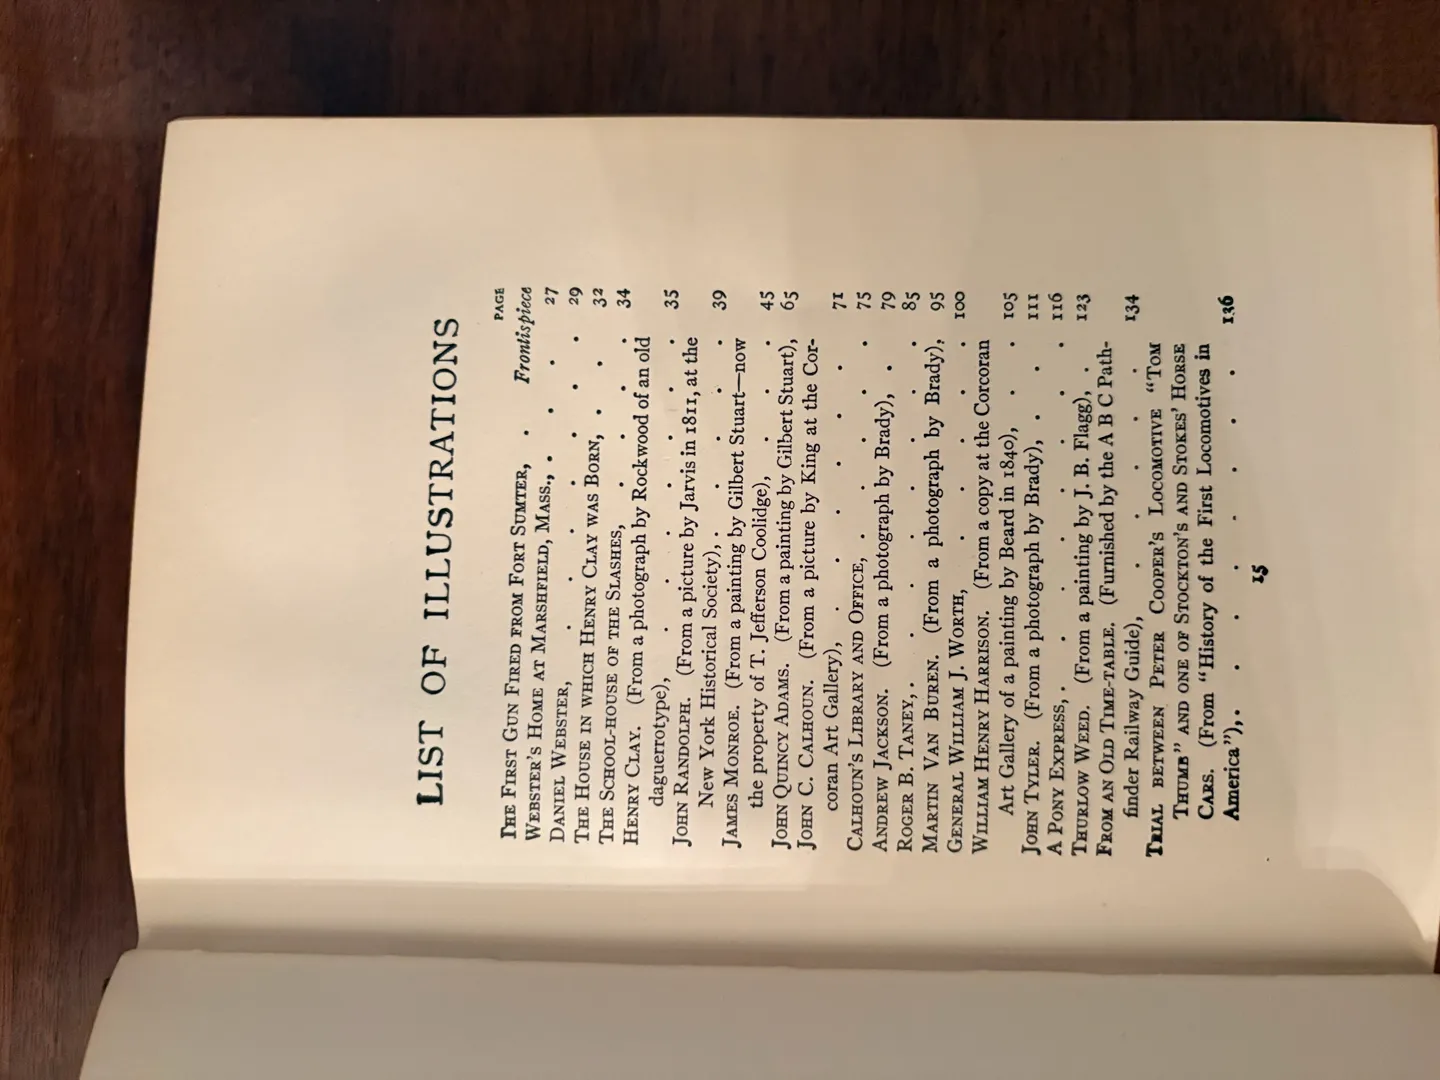 LIST OF ILLUSTRATIONS
PAGE
THE FIRST GUN FIRED FROM FORT SUMTER, . Frontispiece
WEBSTER'S HOME AT MARSHFIELD, MASS., . . . 27
DANIEL WEBSTER, . . . . . . 29
THE HOUSE IN WHICH HENRY CLAY WAS BORN, . . 32
THE SCHOOL-HOUSE OF THE SLASHES, . . . . 34
HENRY CLAY. (From a photograph by Rockwood of an old
daguerrotype), . . . . . . . 35
JOHN RANDOLPH. (From a picture by Jarvis in 1811, at the
New York Historical Society), . . . . . 39
JAMES MONROE. (From a painting by Gilbert Stuart—now
the property of T. Jefferson Coolidge), . . . 45
JOHN QUINCY ADAMS. (From a painting by Gilbert Stuart), 65
JOHN C. CALHOUN. (From a picture by King at the Cor-
coran Art Gallery), . . . . . . 71
CALHOUN'S LIBRARY AND OFFICE, . . . . . 75
ANDREW JACKSON. (From a photograph by Brady), . 79
ROGER B. TANEY, . . . . . . . 85
MARTIN VAN BUREN. (From a photograph by Brady), 95
GENERAL WILLIAM J. WORTH, . . . . . 100
WILLIAM HENRY HARRISON. (From a copy at the Corcoran
Art Gallery of a painting by Beard in 1840), . . 105
JOHN TYLER. (From a photograph by Brady), . . 111
A PONY EXPRESS, . . . . . . . 116
THURLOW WEED. (From a painting by J. B. Flagg), . 123
FROM AN OLD TIME-TABLE. (Furnished by the A B C Path-
finder Railway Guide), . . . . . 134
TRIAL BETWEEN PETER COOPER'S LOCOMOTIVE "TOM
THUMB" AND ONE OF STOCKTON'S AND STOKES' HORSE
CARS. (From "History of the First Locomotives in
America"), . . . . . . . 136
15